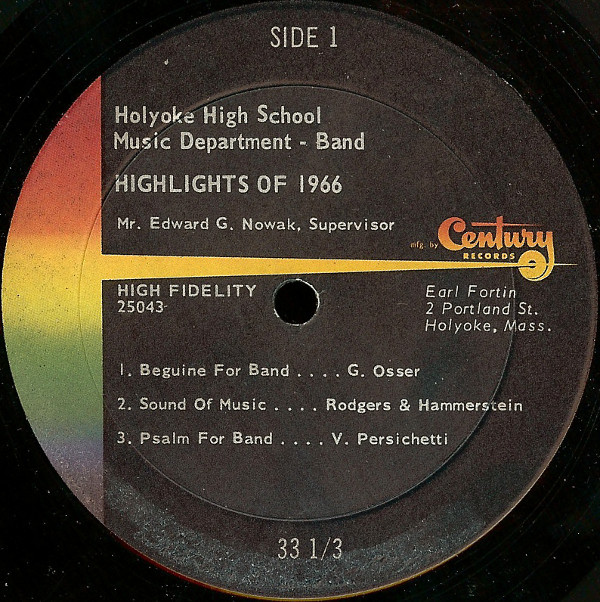 SIDE 1
Holyoke High School
Music Department - Band
HIGHLIGHTS OF 1966
Mr. Edward G. Nowak, Supervisor
mfg. by Century
RECORDS
HIGH FIDELITY
25043
Earl Fortin
2 Portland St.
Holyoke, Mass.
1. Beguine For Band .... G. Osser
2. Sound Of Music .... Rodgers & Hammerstein
3. Psalm For Band .... V. Persichetti
33 1/3